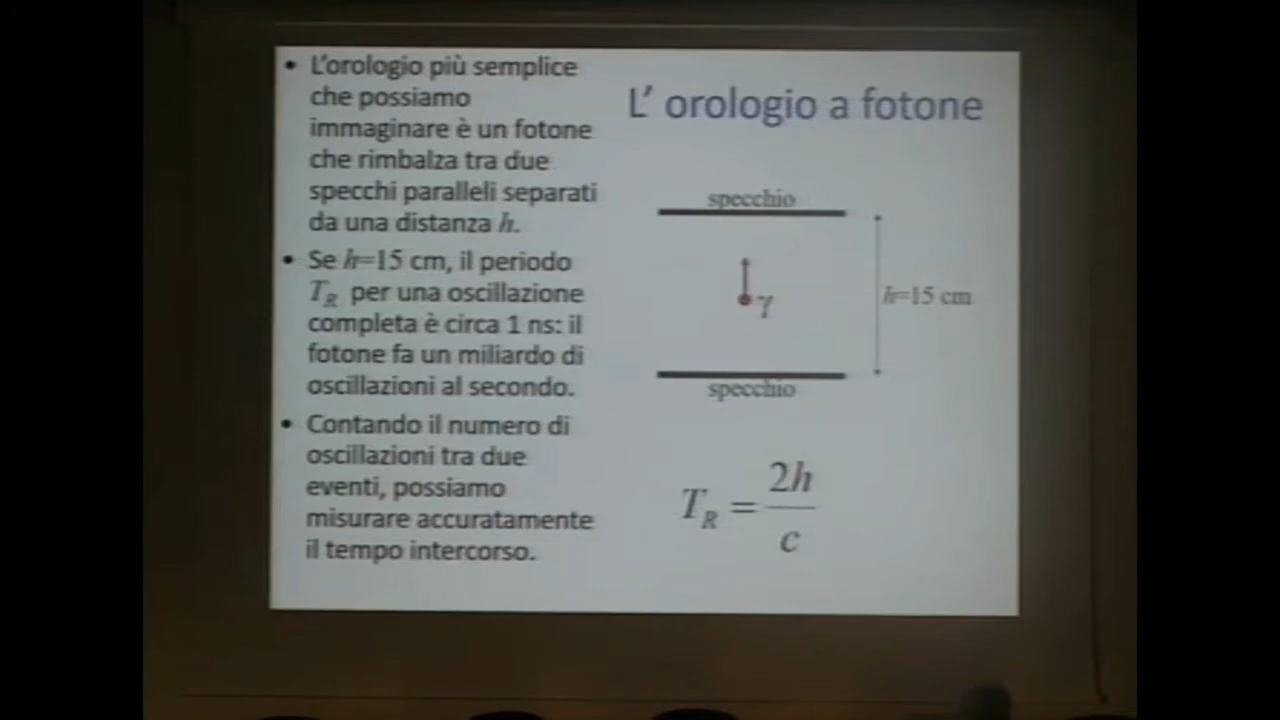 • L'orologio più semplice
che possiamo
immaginare è un fotone
che rimbalza tra due
specchi paralleli separati
da una distanza h.
• Se h=15 cm, il periodo
T_R per una oscillazione
completa è circa 1 ns: il
fotone fa un miliardo di
oscillazioni al secondo.
• Contando il numero di
oscillazioni tra due
eventi, possiamo
misurare accuratamente
il tempo intercorso.
L' orologio a fotone
specchio
γ
h=15 cm
specchio
T_R = 2h/c